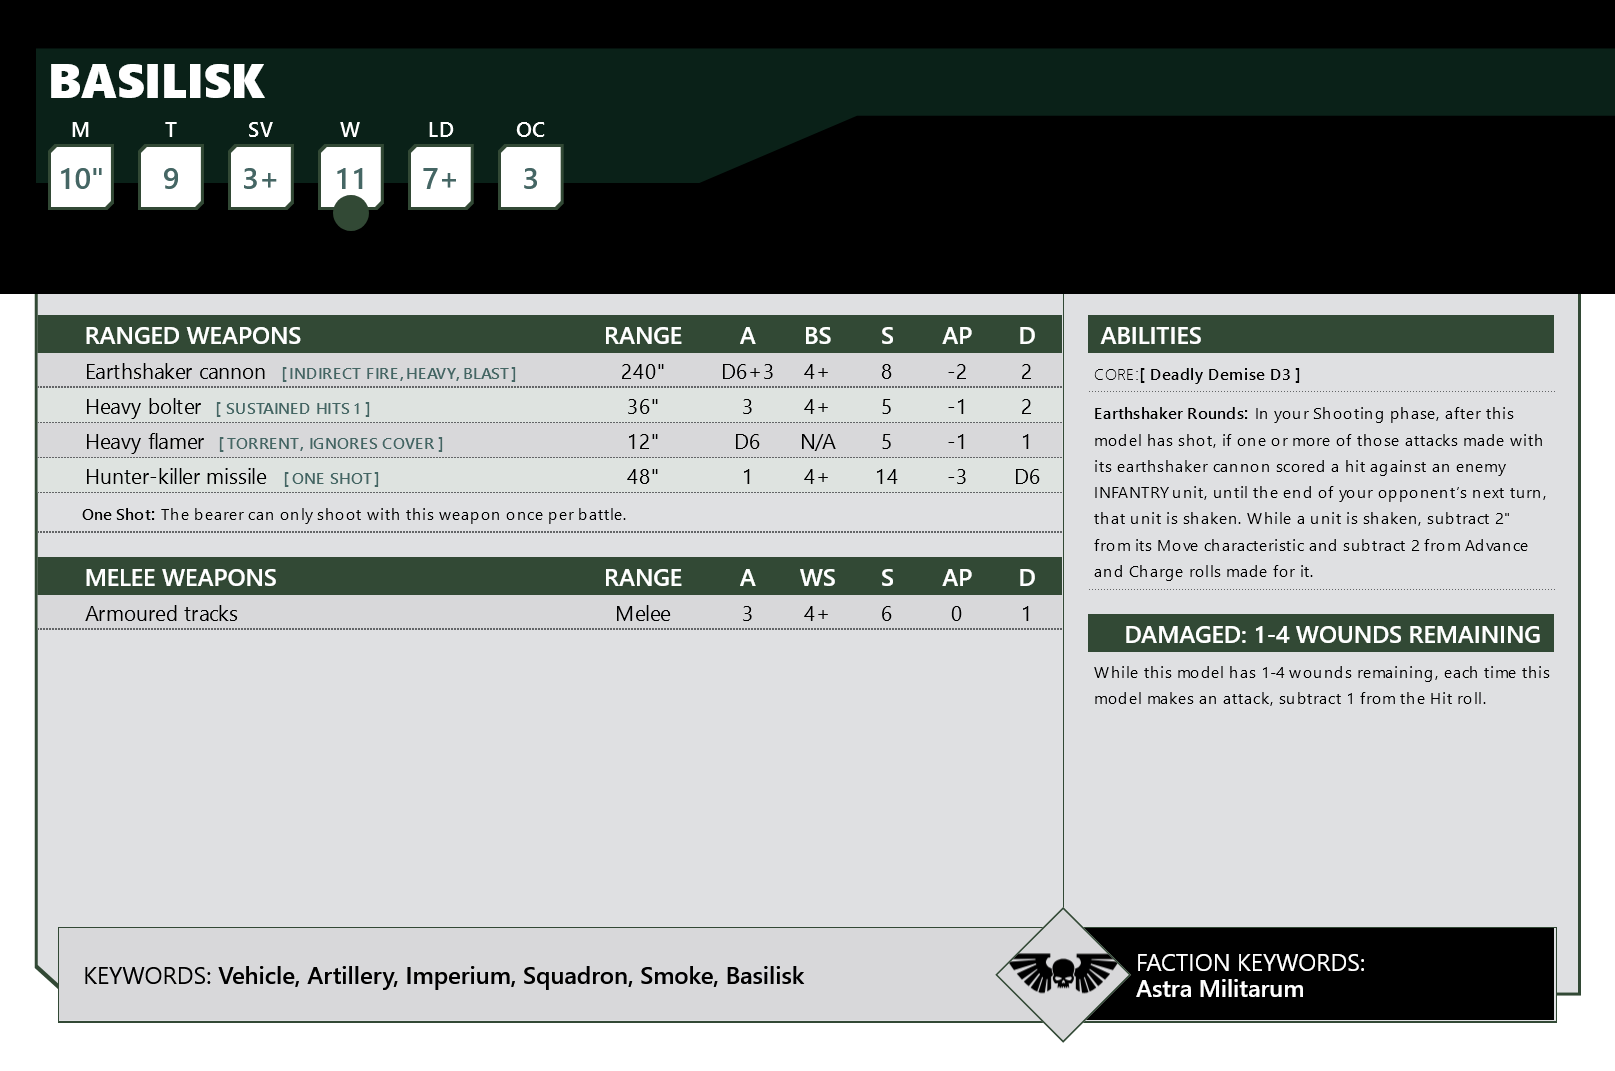 BASILISK
M T SV W LD OC
10" 9 3+ 11 7+ 3
RANGED WEAPONS RANGE A BS S AP D
Earthshaker cannon [INDIRECT FIRE, HEAVY, BLAST] 240" D6+3 4+ 8 -2 2
Heavy bolter [ SUSTAINED HITS 1 ] 36" 3 4+ 5 -1 2
Heavy flamer [ TORRENT, IGNORES COVER ] 12" D6 N/A 5 -1 1
Hunter-killer missile [ ONE SHOT ] 48" 1 4+ 14 -3 D6
One Shot: The bearer can only shoot with this weapon once per battle.
MELEE WEAPONS RANGE A WS S AP D
Armoured tracks Melee 3 4+ 6 0 1
ABILITIES
CORE:[ Deadly Demise D3 ]
Earthshaker Rounds: In your Shooting phase, after this
model has shot, if one or more of those attacks made with
its earthshaker cannon scored a hit against an enemy
INFANTRY unit, until the end of your opponent's next turn,
that unit is shaken. While a unit is shaken, subtract 2"
from its Move characteristic and subtract 2 from Advance
and Charge rolls made for it.
DAMAGED: 1-4 WOUNDS REMAINING
While this model has 1-4 wounds remaining, each time this
model makes an attack, subtract 1 from the Hit roll.
KEYWORDS: Vehicle, Artillery, Imperium, Squadron, Smoke, Basilisk
FACTION KEYWORDS:
Astra Militarum